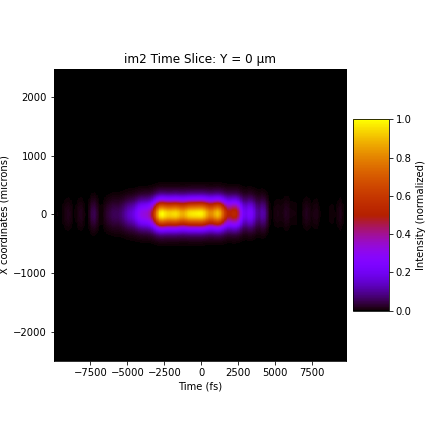 im2 Time Slice: Y = 0 μm
X coordinates (microns)
2000
1000
0
−1000
−2000
−7500 −5000 −2500 0 2500 5000 7500
Time (fs)
1.0
0.8
0.6
0.4
0.2
0.0
Intensity (normalized)